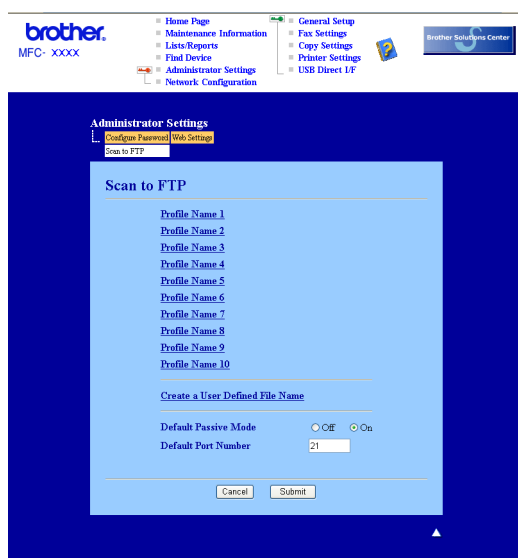 brother.
MFC- XXXX
Home Page
Maintenance Information
Lists/Reports
Find Device
Administrator Settings
Network Configuration
General Setup
Fax Settings
Copy Settings
Printer Settings
USB Direct I/F
Brother Solutions Center
Administrator Settings
Configure Password Web Settings
Scan to FTP
Scan to FTP
Profile Name 1
Profile Name 2
Profile Name 3
Profile Name 4
Profile Name 5
Profile Name 6
Profile Name 7
Profile Name 8
Profile Name 9
Profile Name 10
Create a User Defined File Name
Default Passive Mode Off On
Default Port Number 21
Cancel Submit